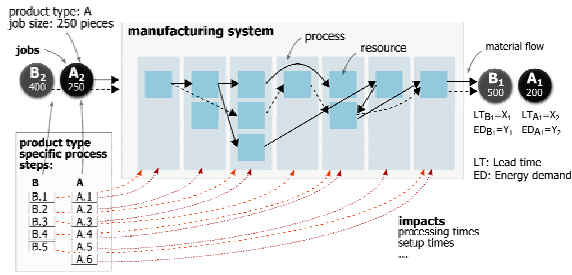 product type: A
job size: 250 pieces
manufacturing system
process
resource
material flow
jobs
B2
400
A2
250
B1
500
A1
200
LTB1=X1
LTA1=X2
EDB1=Y1
EDA1=Y2
product type
specific process
steps:
B
A
B.1
A.1
B.2
A.2
B.3
A.3
B.4
A.4
B.5
A.5
A.6
LT: Lead time
ED: Energy demand
impacts
processing times
setup times
....